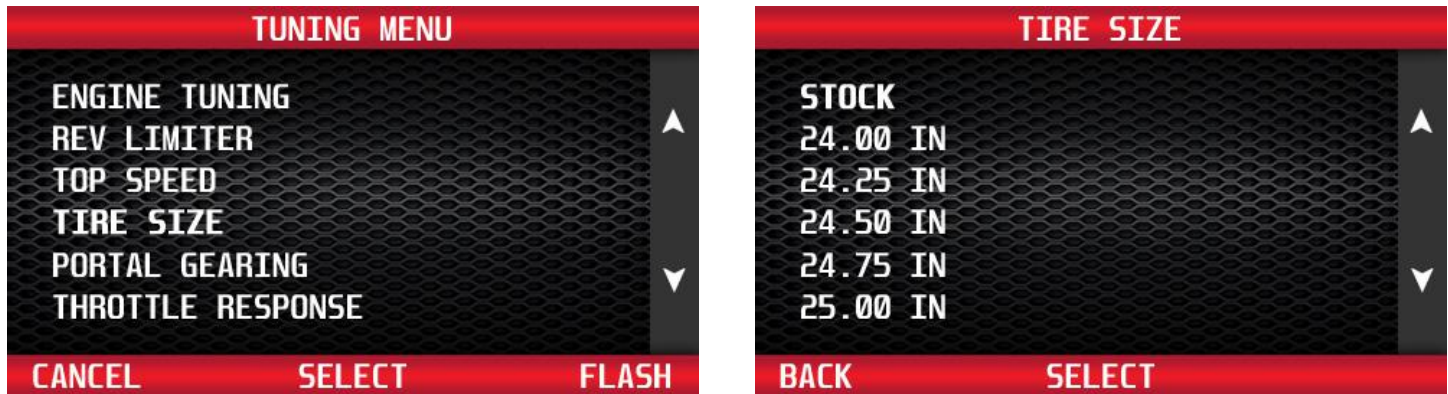 TUNING MENU
ENGINE TUNING
REV LIMITER
TOP SPEED
TIRE SIZE
PORTAL GEARING
THROTTLE RESPONSE
CANCEL SELECT FLASH
TIRE SIZE
STOCK
24.00 IN
24.25 IN
24.50 IN
24.75 IN
25.00 IN
BACK SELECT